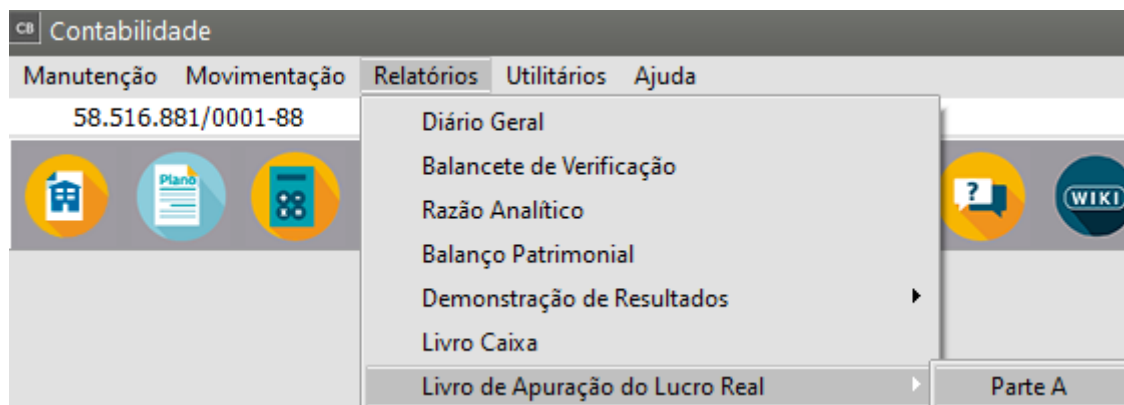 CB Contabilidade
Manutenção Movimentação Relatórios Utilitários Ajuda
58.516.881/0001-88
Diário Geral
Balancete de Verificação
Plano
?
WIKI
Razão Analítico
Balanço Patrimonial
Demonstração de Resultados
Livro Caixa
Livro de Apuração do Lucro Real
Parte A